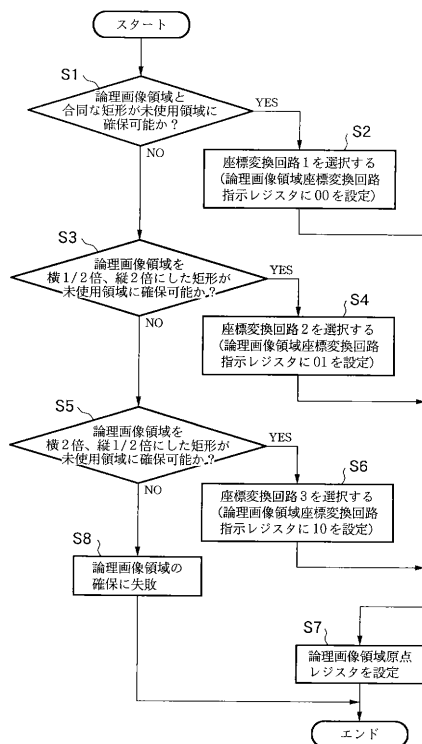 スタート
S1
論理画像領域と
合同な矩形が未使用領域に
確保可能か？
YES
NO
S2
座標変換回路1を選択する
(論理画像領域座標変換回路
指示レジスタに00を設定)
S3
論理画像領域を
横1/2倍、縦2倍にした矩形が
未使用領域に確保可能か？
YES
NO
S4
座標変換回路2を選択する
(論理画像領域座標変換回路
指示レジスタに01を設定)
S5
論理画像領域を
横2倍、縦1/2倍にした矩形が
未使用領域に確保可能か？
YES
NO
S6
座標変換回路3を選択する
(論理画像領域座標変換回路
指示レジスタに10を設定)
S8
論理画像領域の
確保に失敗
S7
論理画像領域原点
レジスタを設定
エンド